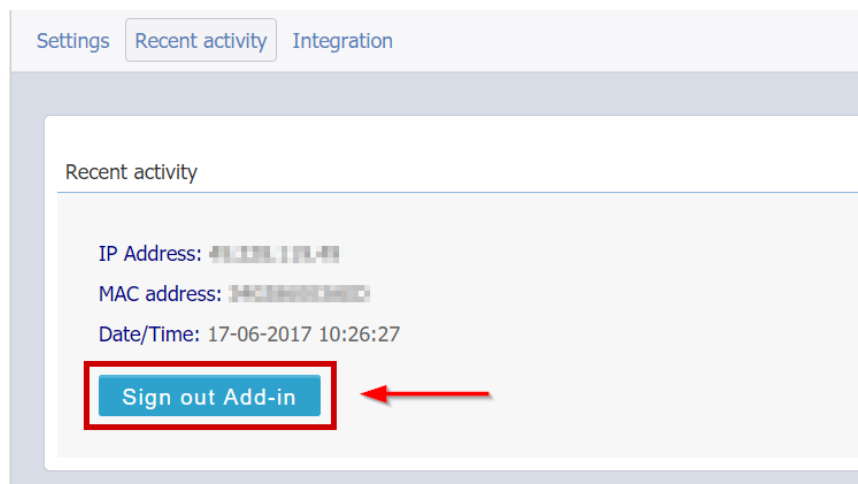 Settings Recent activity Integration
Recent activity
IP Address:
MAC address:
Date/Time: 17-06-2017 10:26:27
Sign out Add-in